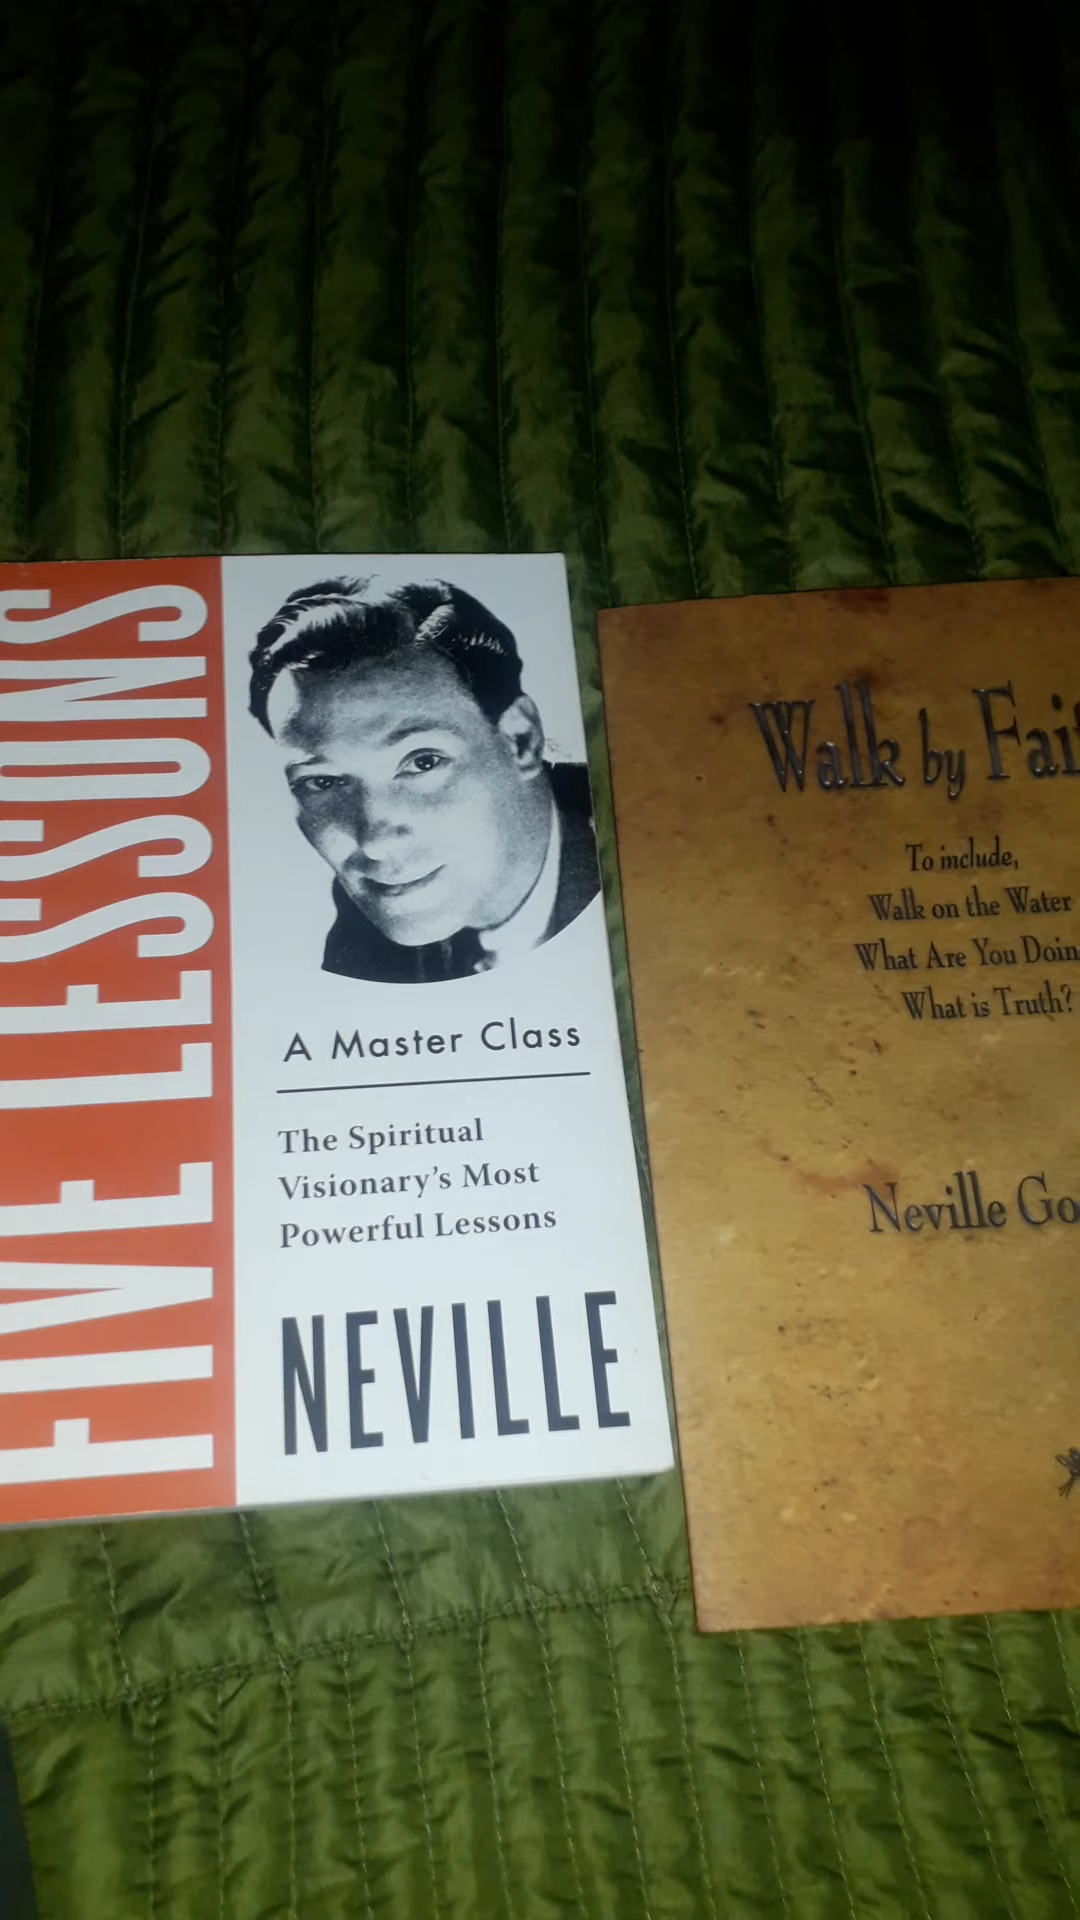 FIVE LESSONS
A Master Class
The Spiritual
Visionary's Most
Powerful Lessons
NEVILLE
Walk by Fai
To include,
Walk on the Water
What Are You Doin
What is Truth?
Neville Go